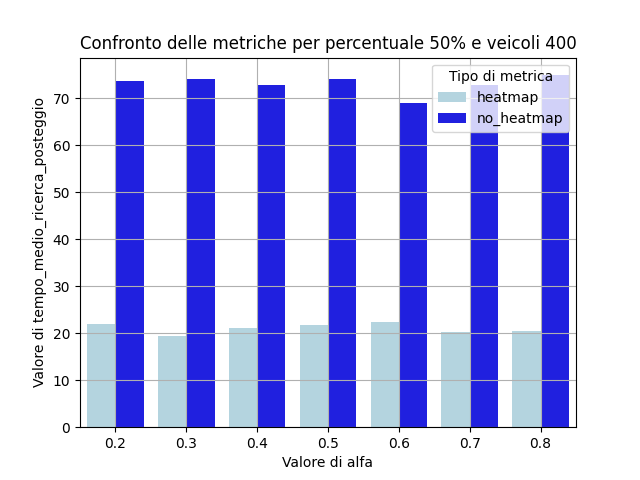 Confronto delle metriche per percentuale 50% e veicoli 400
Valore di tempo_medio_ricerca_posteggio
70
60
50
40
30
20
10
0
Tipo di metrica
heatmap
no_heatmap
0.2 0.3 0.4 0.5 0.6 0.7 0.8
Valore di alfa